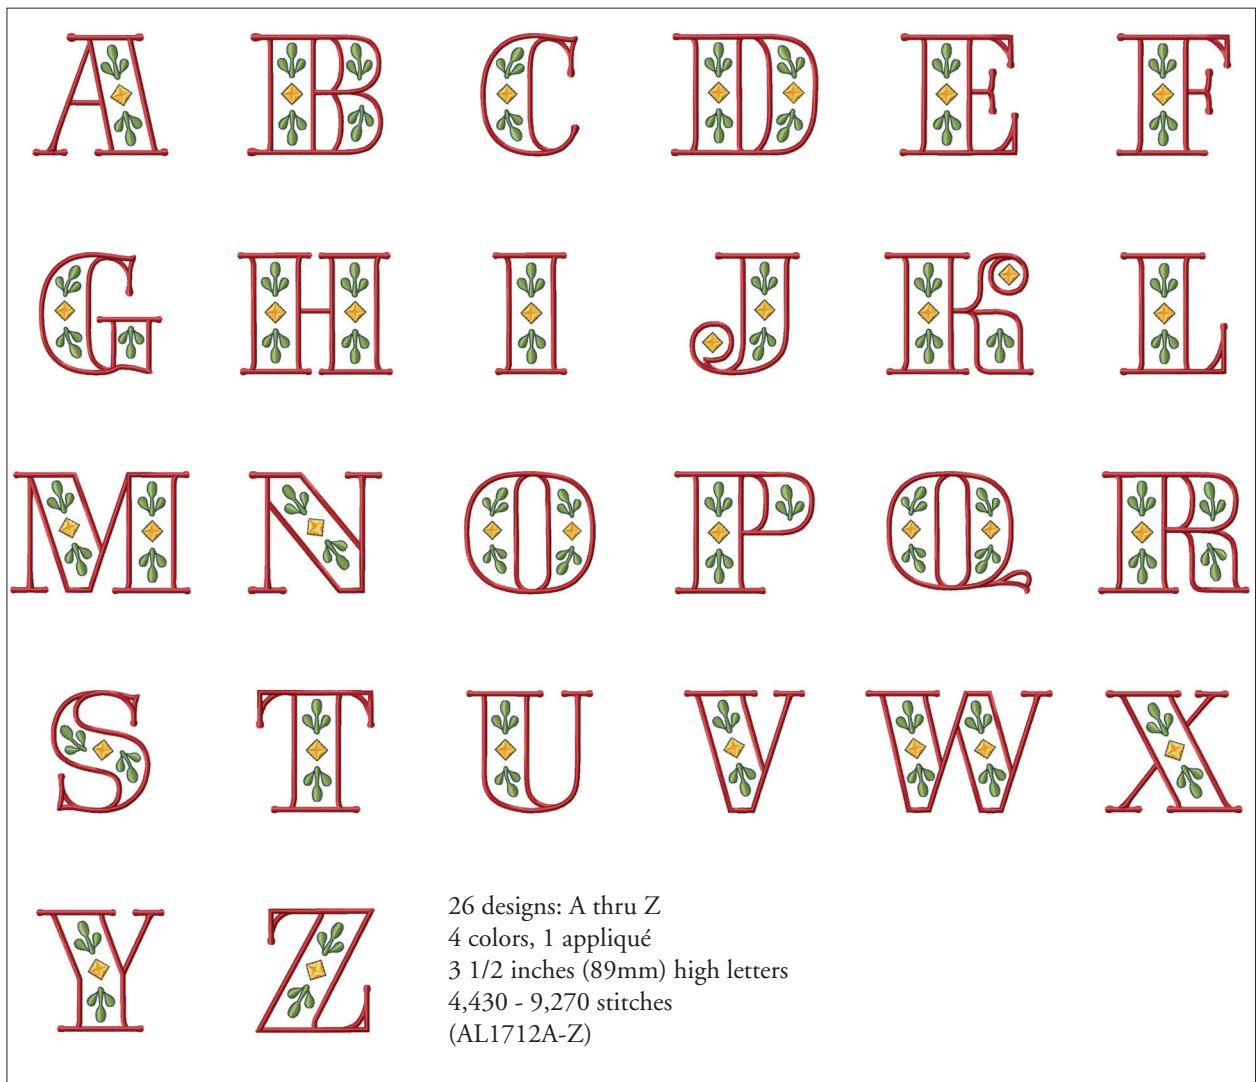 A B C D E F
G H I J K L
M N O P Q R
S T U V W X
Y Z
26 designs: A thru Z
4 colors, 1 appliqué
3 1/2 inches (89mm) high letters
4,430 - 9,270 stitches
(AL1712A-Z)